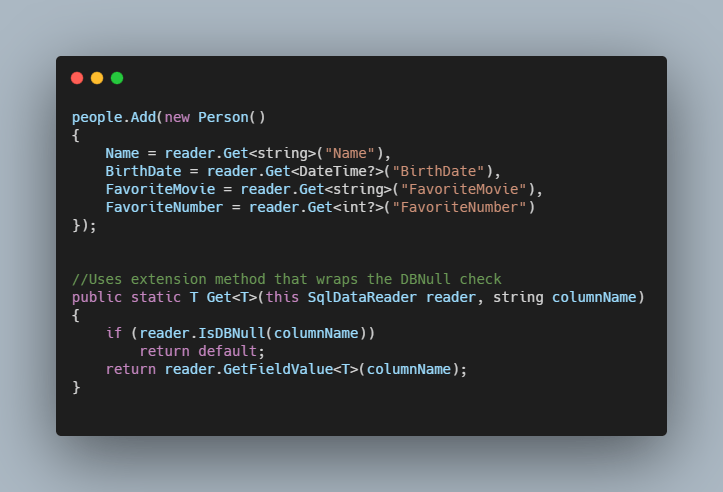 people.Add(new Person()
{
    Name = reader.Get<string>("Name"),
    BirthDate = reader.Get<DateTime?>("BirthDate"),
    FavoriteMovie = reader.Get<string>("FavoriteMovie"),
    FavoriteNumber = reader.Get<int?>("FavoriteNumber")
});
//Uses extension method that wraps the DBNull check
public static T Get<T>(this SqlDataReader reader, string columnName)
{
    if (reader.IsDBNull(columnName))
        return default;
    return reader.GetFieldValue<T>(columnName);
}